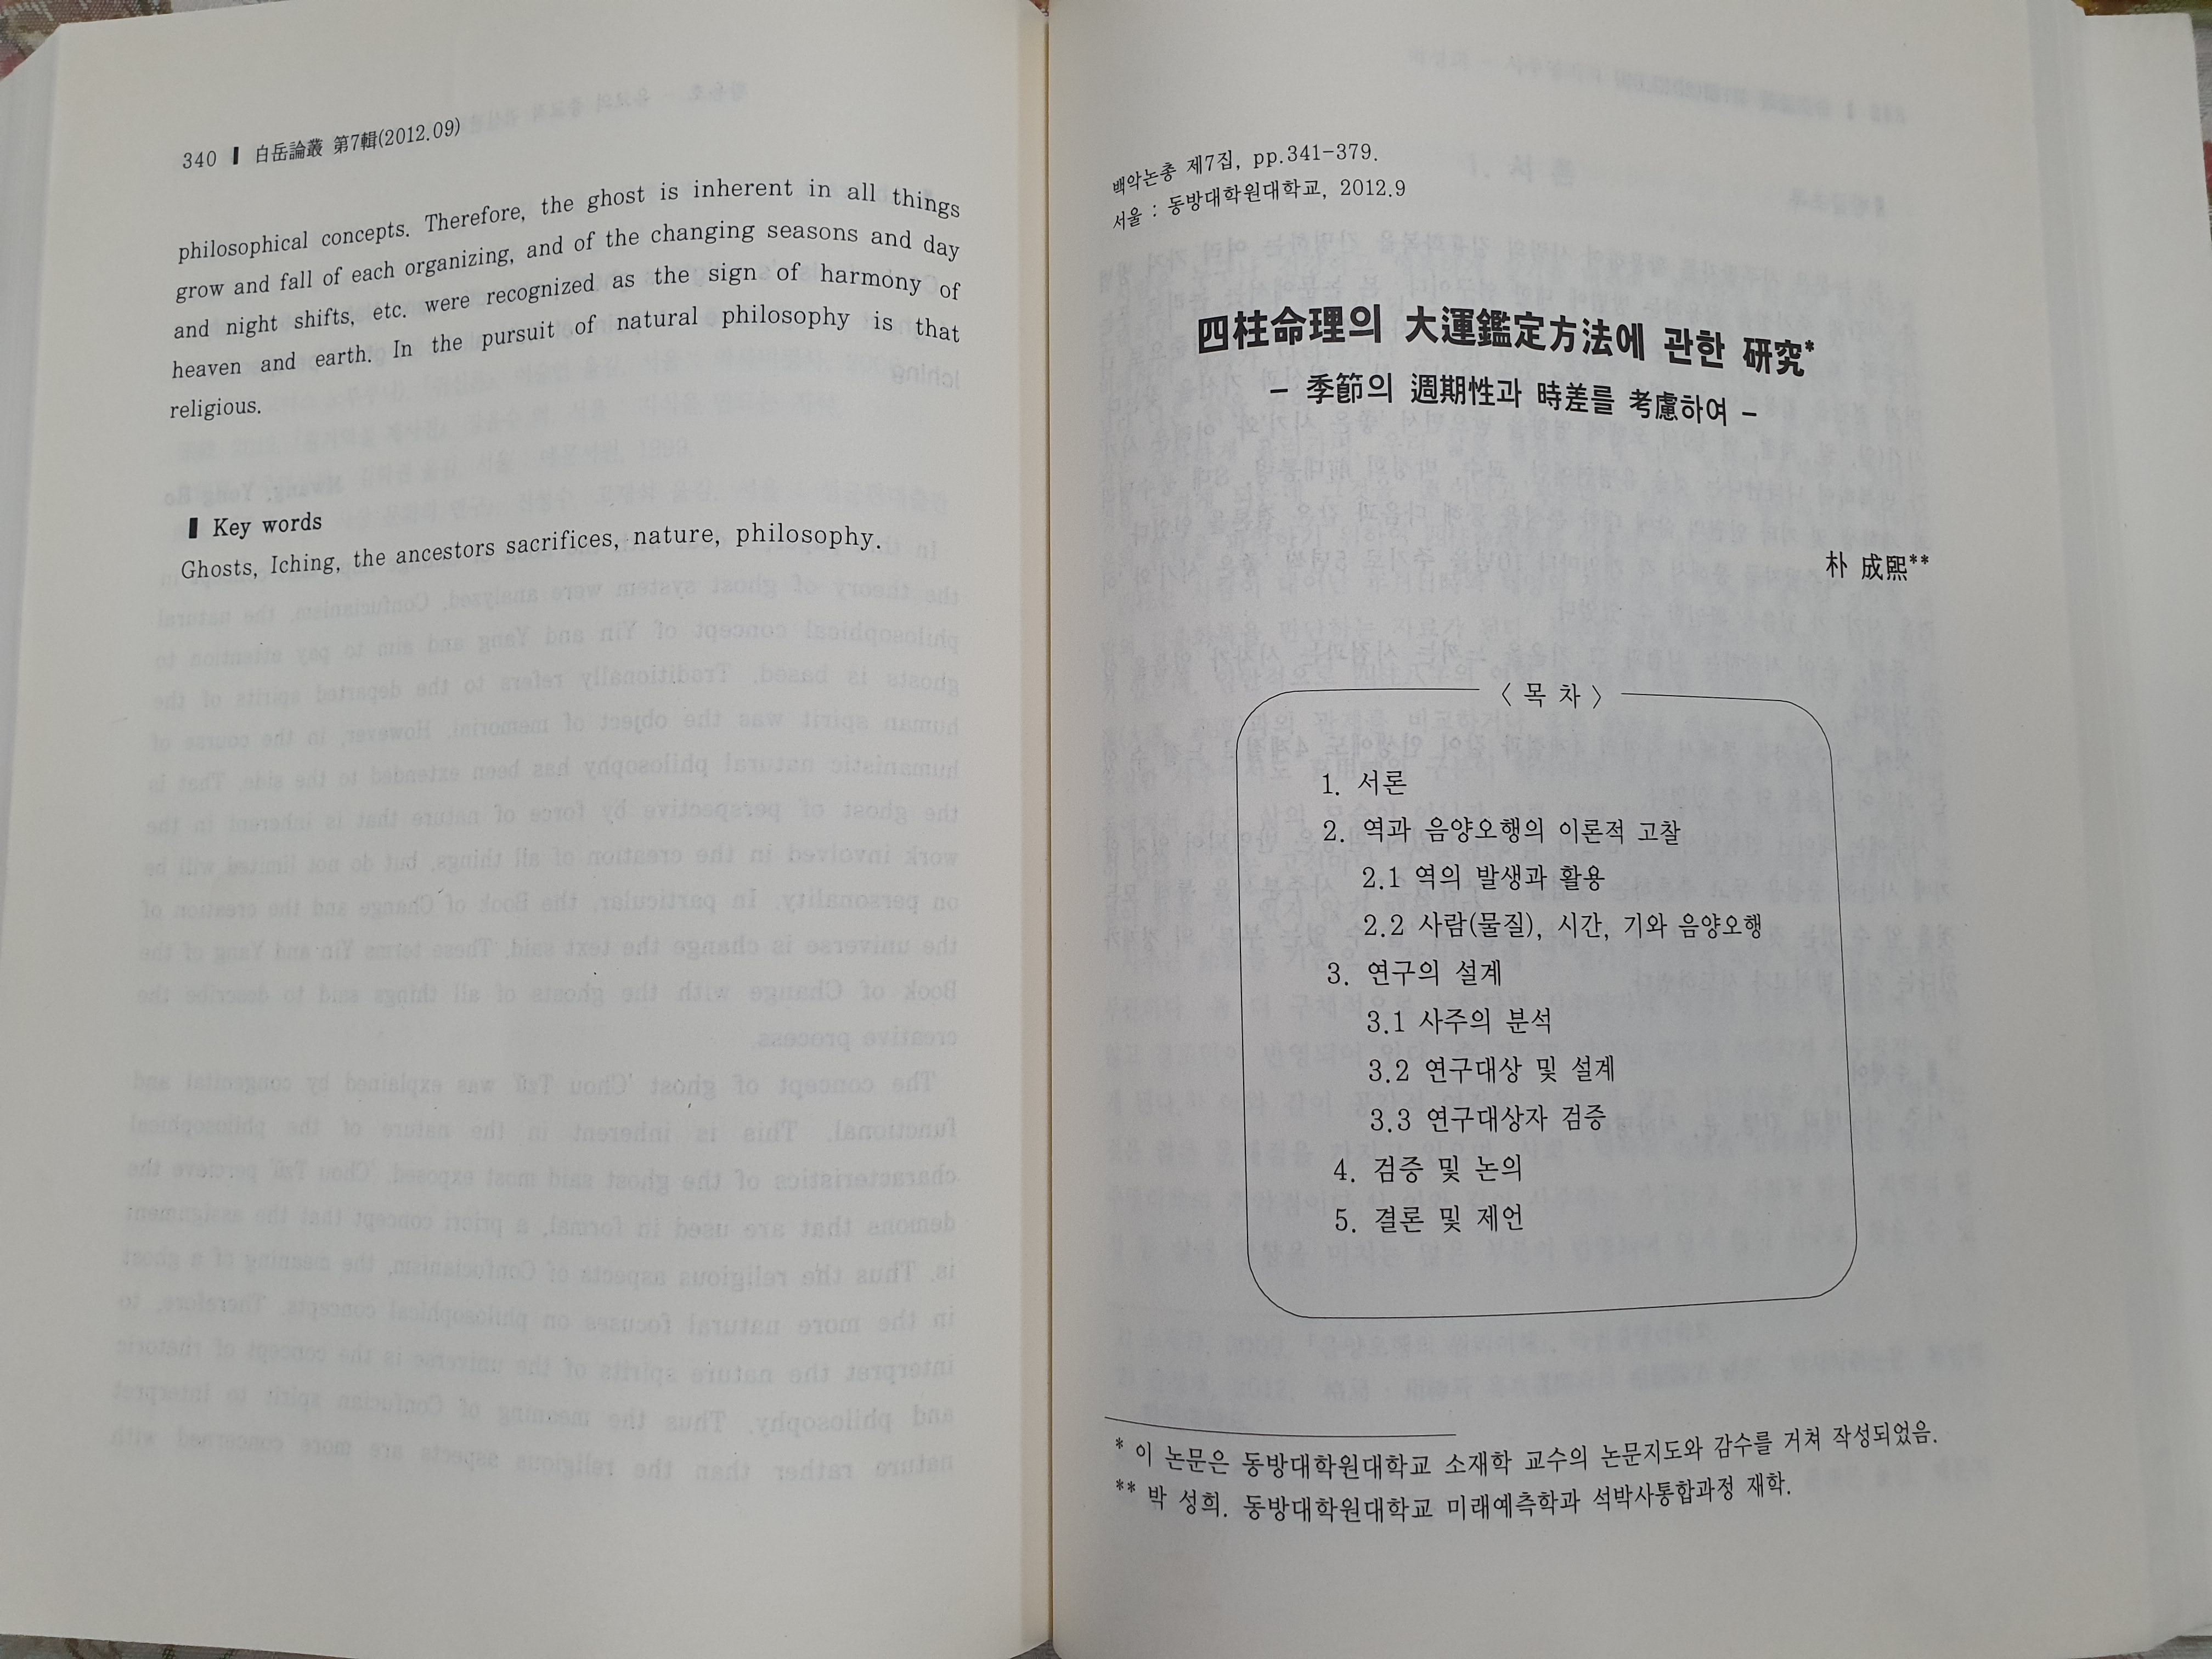 340 ▌ 白岳論叢 第7輯(2012.09)
philosophical concepts. Therefore, the ghost is inherent in all things
grow and fall of each organizing, and of the changing seasons and day
and night shifts, etc. were recognized as the sign of harmony of
heaven and earth. In the pursuit of natural philosophy is that
religious.
▌ Key words
Ghosts, Iching, the ancestors sacrifices, nature, philosophy.
백악논총 제7집, pp.341-379.
서울 : 동방대학원대학교, 2012.9
四柱命理의 大運鑑定方法에 관한 研究*
- 季節의 週期性과 時差를 考慮하여 -
朴 成熙**
〈 목 차 〉
1. 서론
2. 역과 음양오행의 이론적 고찰
2.1 역의 발생과 활용
2.2 사람(물질), 시간, 기와 음양오행
3. 연구의 설계
3.1 사주의 분석
3.2 연구대상 및 설계
3.3 연구대상자 검증
4. 검증 및 논의
5. 결론 및 제언
* 이 논문은 동방대학원대학교 소재학 교수의 논문지도와 감수를 거쳐 작성되었음.
** 박 성희. 동방대학원대학교 미래예측학과 석박사통합과정 재학.